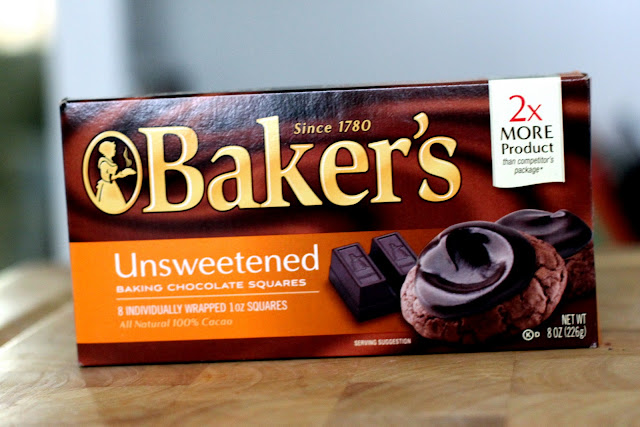 Since 1780
Baker's
2x
MORE
Product
than competitor's
package*
Unsweetened
BAKING CHOCOLATE SQUARES
8 INDIVIDUALLY WRAPPED 1oz SQUARES
All Natural 100% Cacao
SERVING SUGGESTION
K D
NET WT
8 OZ (226g)